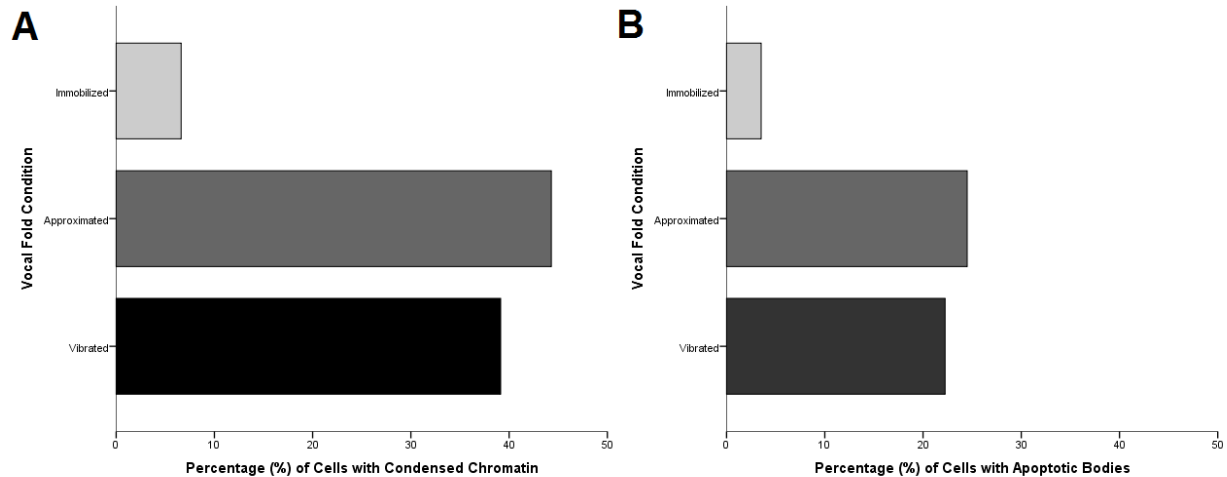 A
Vocal Fold Condition
Immobilized
Approximated
Vibrated
0 10 20 30 40 50
Percentage (%) of Cells with Condensed Chromatin
B
Vocal Fold Condition
Immobilized
Approximated
Vibrated
0 10 20 30 40 50
Percentage (%) of Cells with Apoptotic Bodies